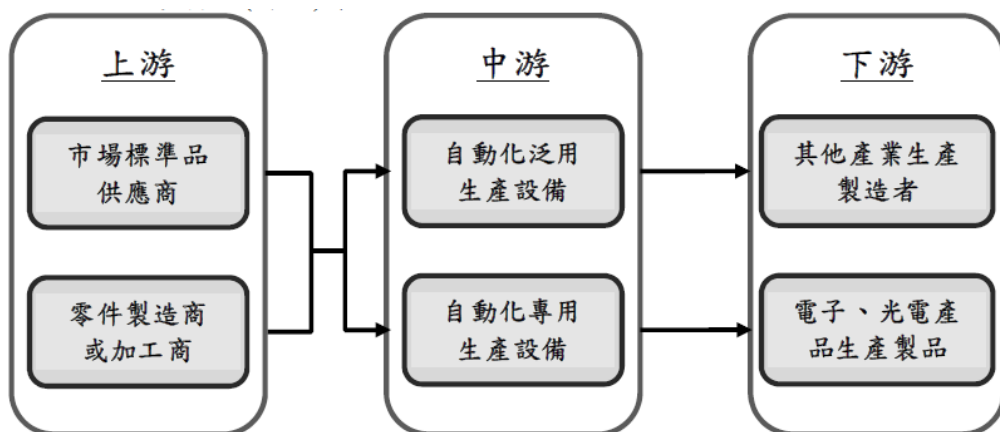 上游
市場標準品
供應商
零件製造商
或加工商
中游
自動化泛用
生產設備
自動化專用
生產設備
下游
其他產業生產
製造者
電子、光電產
品生產製品